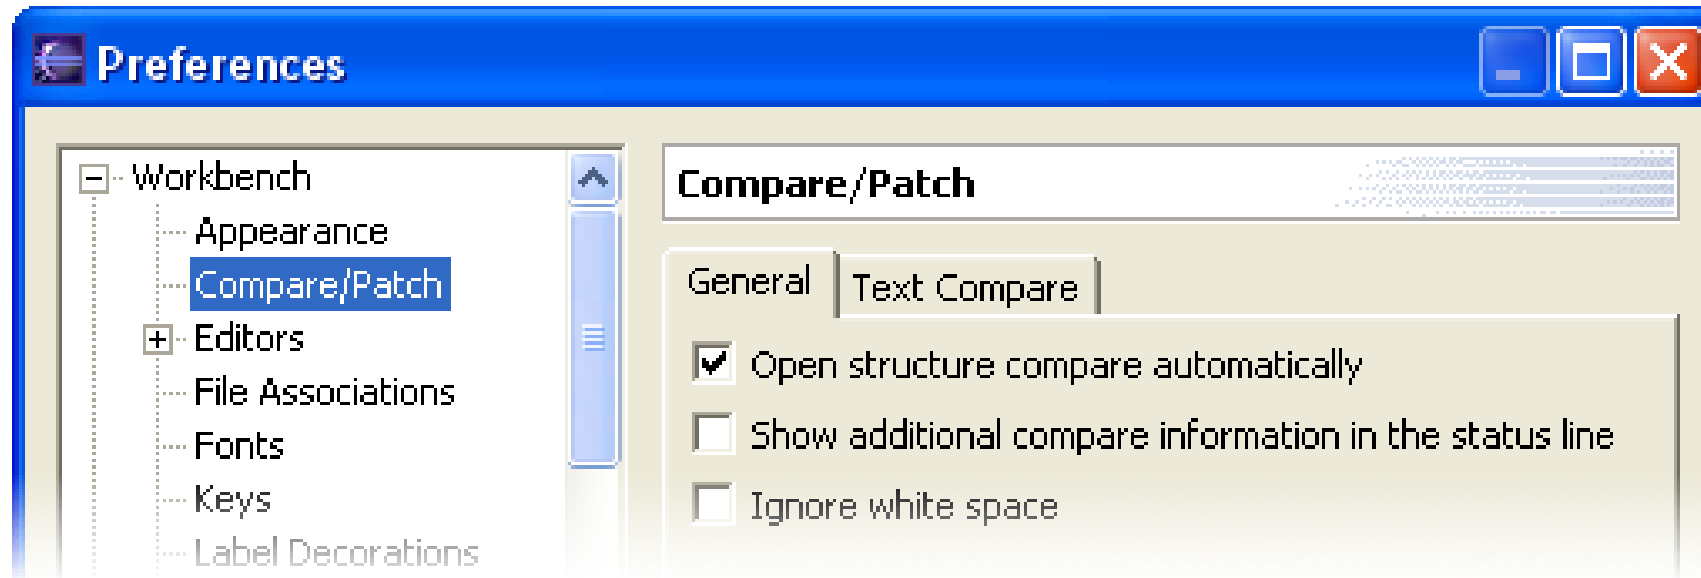 Preferences
Workbench
Appearance
Compare/Patch
Editors
File Associations
Fonts
Keys
Label Decorations
Compare/Patch
General
Text Compare
Open structure compare automatically
Show additional compare information in the status line
Ignore white space